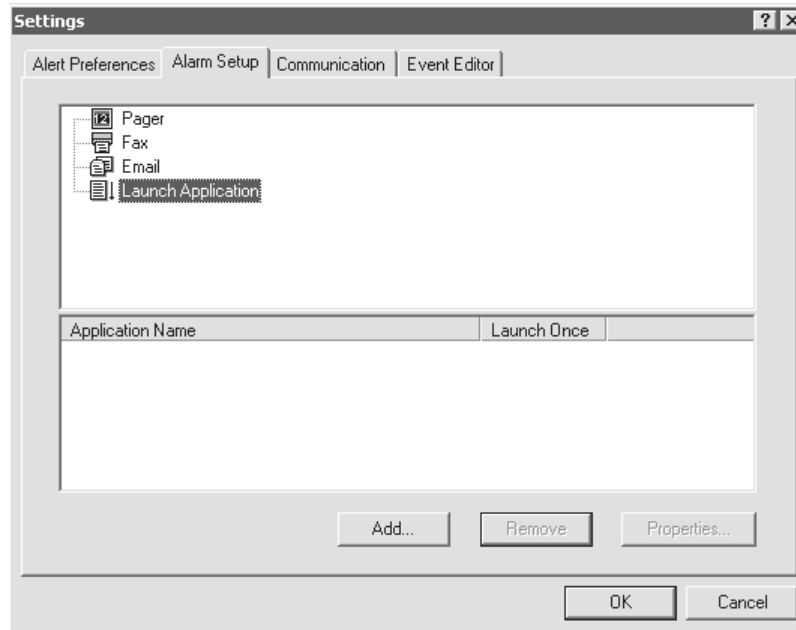 Settings
Alert Preferences Alarm Setup Communication Event Editor
12 Pager
Fax
Email
Launch Application
Application Name Launch Once
Add... Remove Properties...
OK Cancel